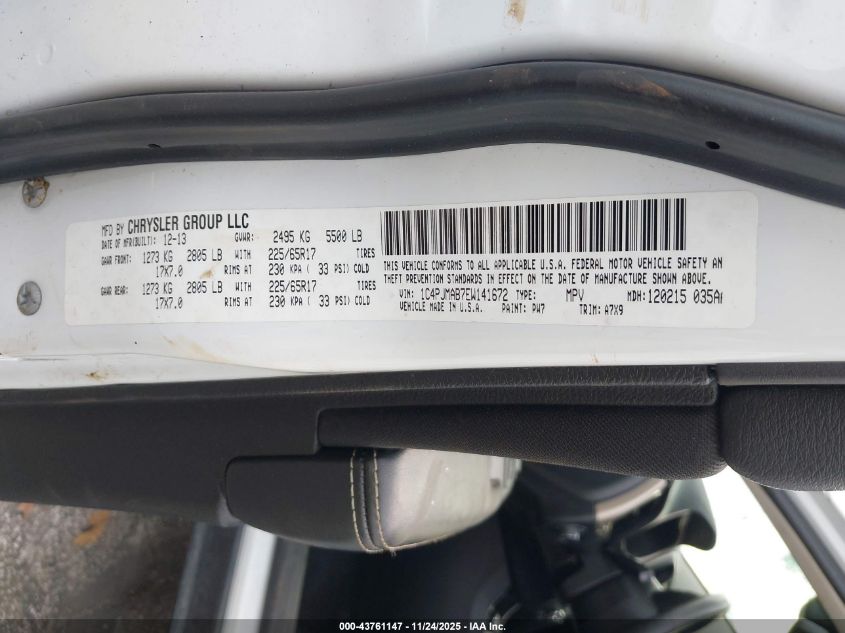 MFD BY CHRYSLER GROUP LLC
DATE OF MFR(BUILT): 12-13 GVWR: 2495 KG 5500 LB
GAWR FRONT: 1273 KG 2805 LB WITH 225/65R17 TIRES
17X7.0 RIMS AT 230 KPA ( 33 PSI) COLD
GAWR REAR: 1273 KG 2805 LB WITH 225/65R17 TIRES
17X7.0 RIMS AT 230 KPA ( 33 PSI) COLD
THIS VEHICLE CONFORMS TO ALL APPLICABLE U.S.A. FEDERAL MOTOR VEHICLE SAFETY AN
THEFT PREVENTION STANDARDS IN EFFECT ON THE DATE OF MANUFACTURE SHOWN ABOVE.
VIN: 1C4PJMAB7EW141672 TYPE: MPV MDH: 120215 035A
VEHICLE MADE IN U.S.A. PAINT: PW7 TRIM: A7X9
000-43761147 - 11/24/2025 - IAA Inc.